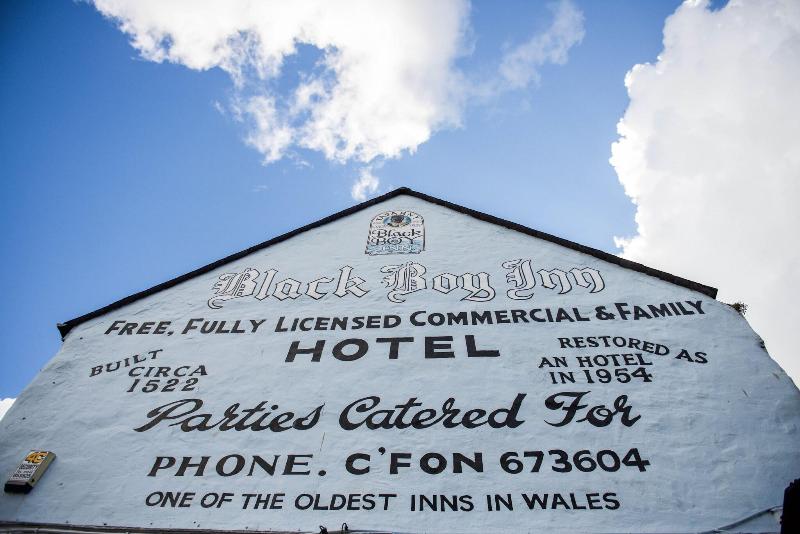 Black
Boy
Inn
Black Boy Inn
FREE, FULLY LICENSED COMMERCIAL & FAMILY
HOTEL
BUILT
CIRCA
1522
RESTORED AS
AN HOTEL
IN 1954
Parties Catered For
PHONE. C'FON 673604
ONE OF THE OLDEST INNS IN WALES